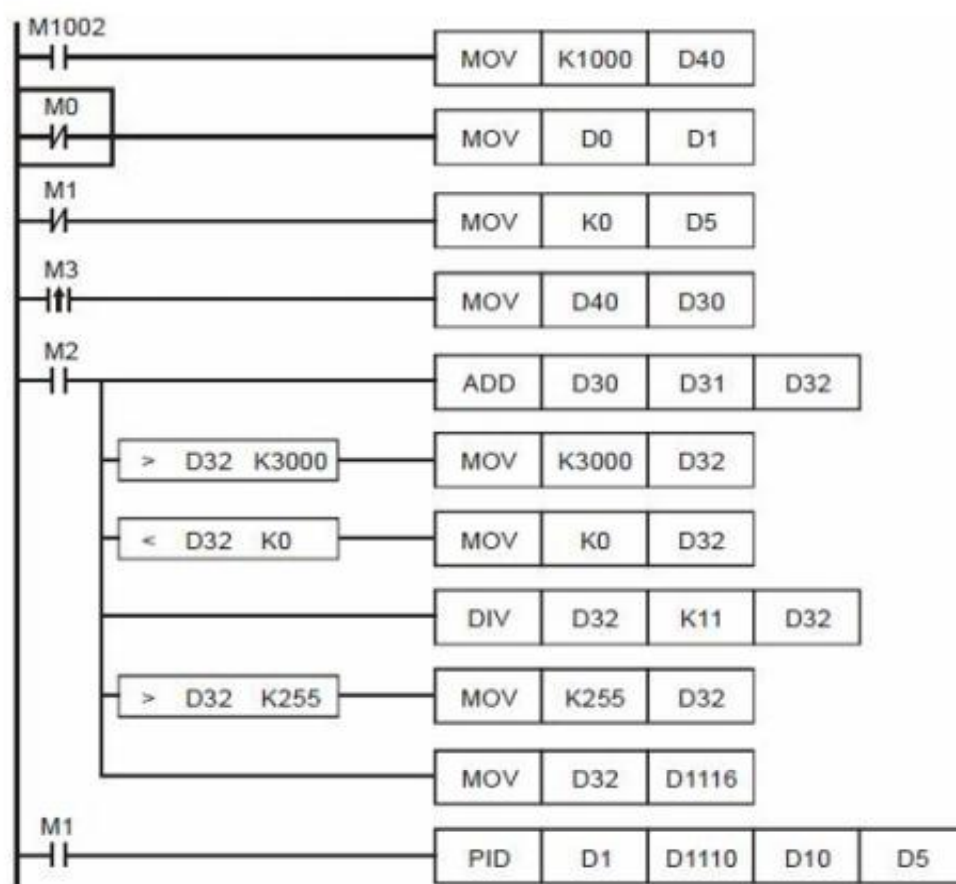 M1002
MOV K1000 D40
M0
MOV D0 D1
M1
MOV K0 D5
M3
MOV D40 D30
M2
ADD D30 D31 D32
> D32 K3000 MOV K3000 D32
< D32 K0 MOV K0 D32
DIV D32 K11 D32
> D32 K255 MOV K255 D32
MOV D32 D1116
M1
PID D1 D1110 D10 D5